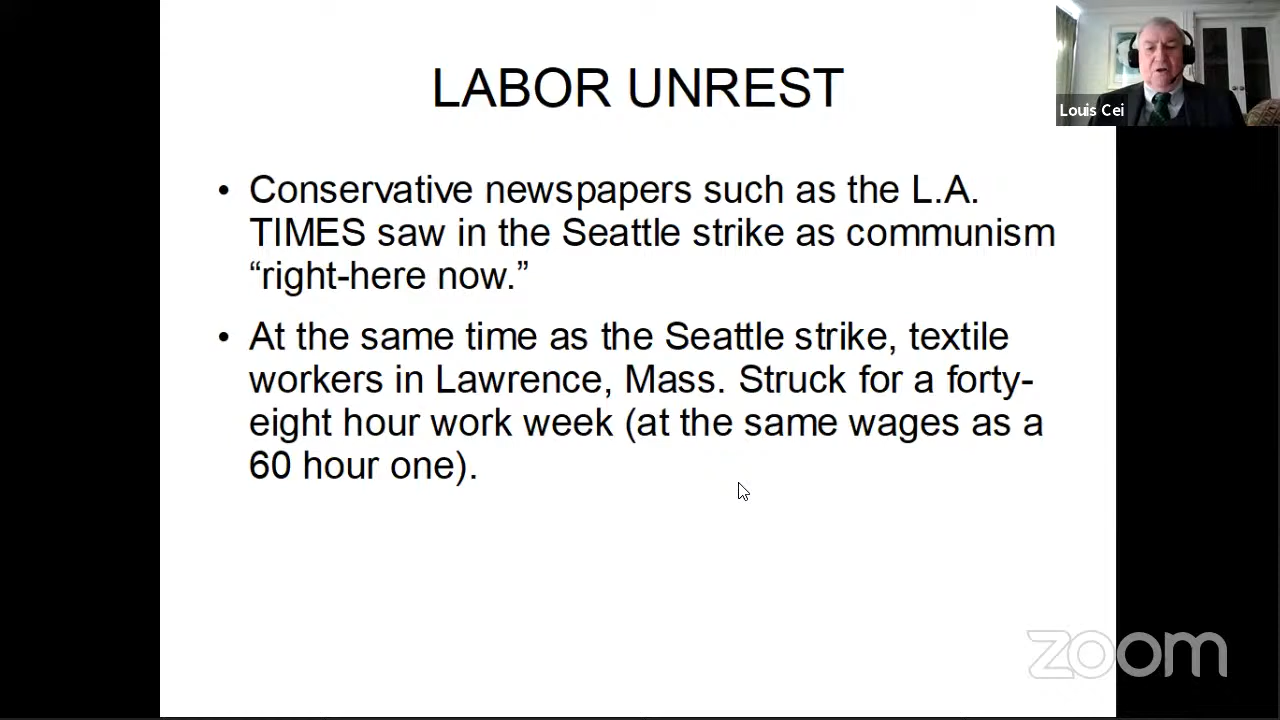 LABOR UNREST
Louis Cei
• Conservative newspapers such as the L.A.
TIMES saw in the Seattle strike as communism
“right-here now.”
• At the same time as the Seattle strike, textile
workers in Lawrence, Mass. Struck for a forty-
eight hour work week (at the same wages as a
60 hour one).
zoom